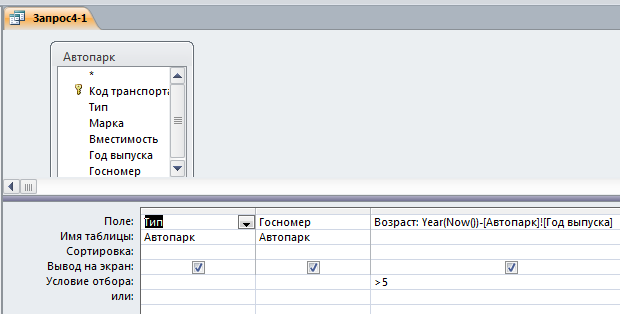 Запрос4-1
Автопарк
*
Код транспорта
Тип
Марка
Вместимость
Год выпуска
Госномер
Поле: Тип Госномер Возраст: Year(Now())-[Автопарк]![Год выпуска]
Имя таблицы: Автопарк Автопарк
Сортировка:
Вывод на экран:
Условие отбора: >5
или: